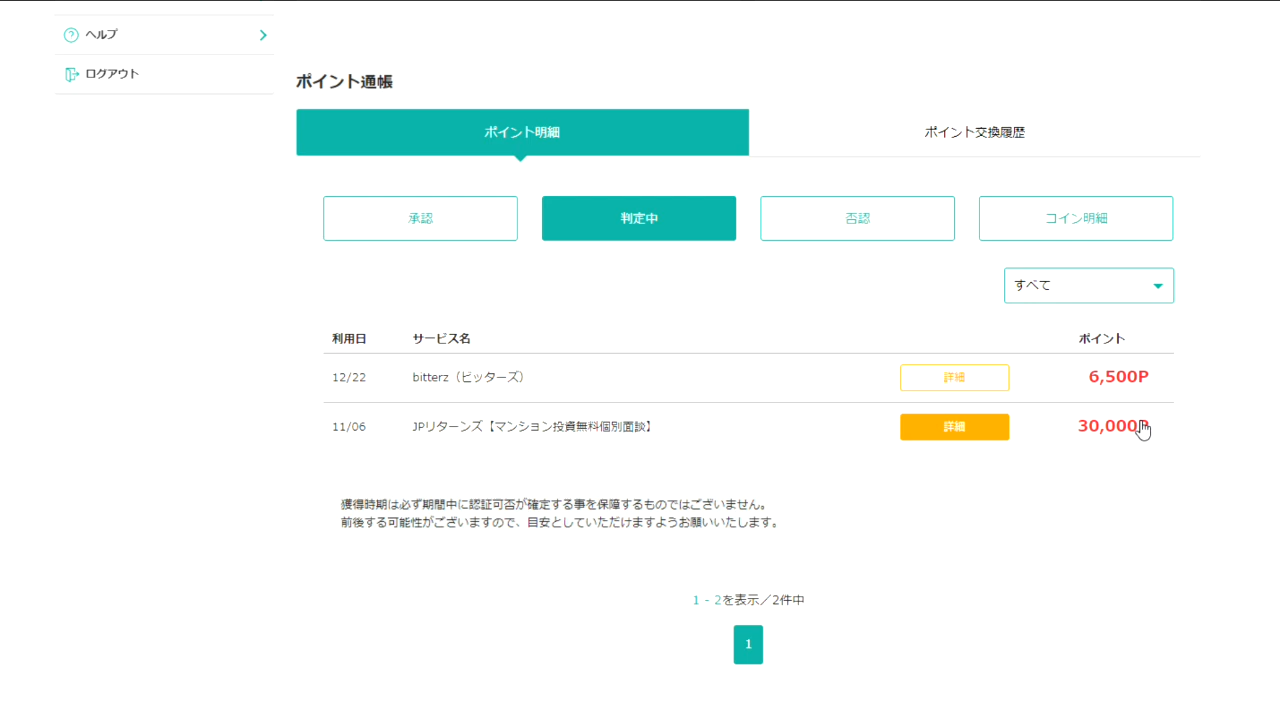 ヘルプ
ログアウト
ポイント通帳
ポイント明細
ポイント交換履歴
承認
判定中
否認
コイン明細
すべて
利用日 サービス名 ポイント
12/22 bitterz（ビッターズ） 詳細 6,500P
11/06 JPリターンズ【マンション投資無料個別面談】 詳細 30,000P
獲得時期は必ず期間中に認証可否が確定する事を保障するものではございません。
前後する可能性がございますので、目安としていただけますようお願いいたします。
1 - 2を表示／2件中
1